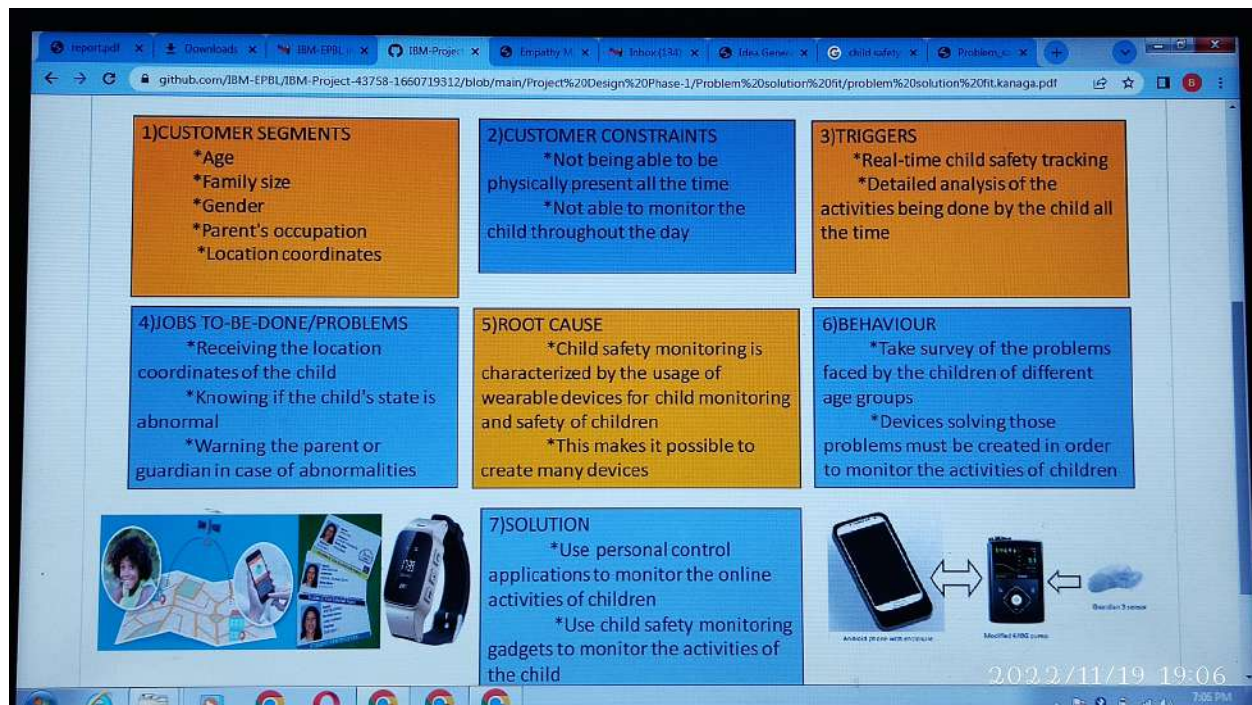 report.pdf
Downloads
IBM-EPBL
IBM-Project
Empathy M
Inbox (134)
Idea Gener
child safety
github.com/IBM-EPBL/IBM-Project-43758-1660719312/blob/main/Project%20Design%20Phase-1/Problem%20solution%20fit/problem%20solution%20fit.kanaga.pdf
B
1)CUSTOMER SEGMENTS
*Age
*Family size
*Gender
*Parent's occupation
*Location coordinates
2)CUSTOMER CONSTRAINTS
*Not being able to be
physically present all the time
*Not able to monitor the
child throughout the day
3)TRIGGERS
*Real-time child safety tracking
*Detailed analysis of the
activities being done by the child all
the time
4)JOBS TO-BE-DONE/PROBLEMS
*Receiving the location
coordinates of the child
*Knowing if the child's state is
abnormal
*Warning the parent or
guardian in case of abnormalities
5)ROOT CAUSE
*Child safety monitoring is
characterized by the usage of
wearable devices for child monitoring
and safety of children
*This makes it possible to
create many devices
6)BEHAVIOUR
*Take survey of the problems
faced by the children of different
age groups
*Devices solving those
problems must be created in order
to monitor the activities of children
7)SOLUTION
*Use personal control
applications to monitor the online
activities of children
*Use child safety monitoring
gadgets to monitor the activities of
the child
Android phone with enclosure
Modified 670G pump
Guardian 3 sensor
2022/11/19 19:06
7:05 PM